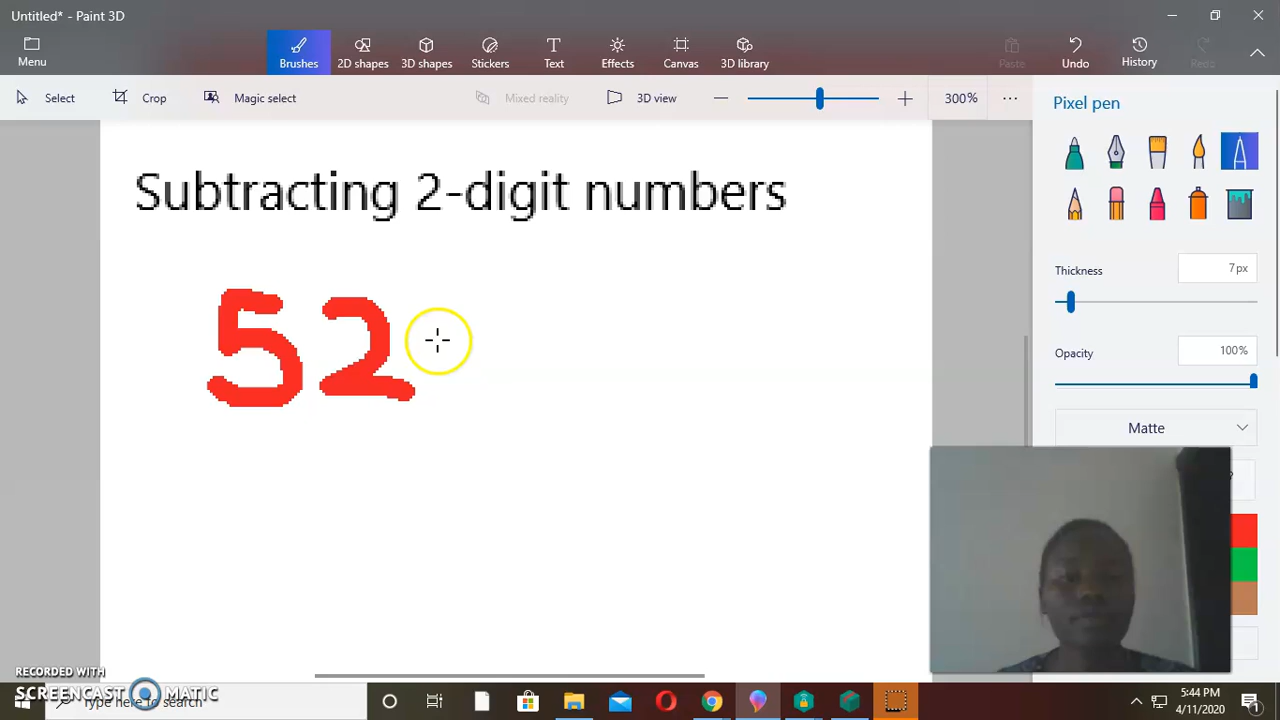 Untitled* - Paint 3D
Menu
Brushes
2D shapes
3D shapes
Stickers
Text
Effects
Canvas
3D library
Paste
Undo
History
Redo
Select
Crop
Magic select
Mixed reality
3D view
300%
Pixel pen
Subtracting 2-digit numbers
Thickness
7px
52
Opacity
100%
Matte
RECORDED WITH
SCREENCAST MATIC
Type here to search
5:44 PM
4/11/2020
1